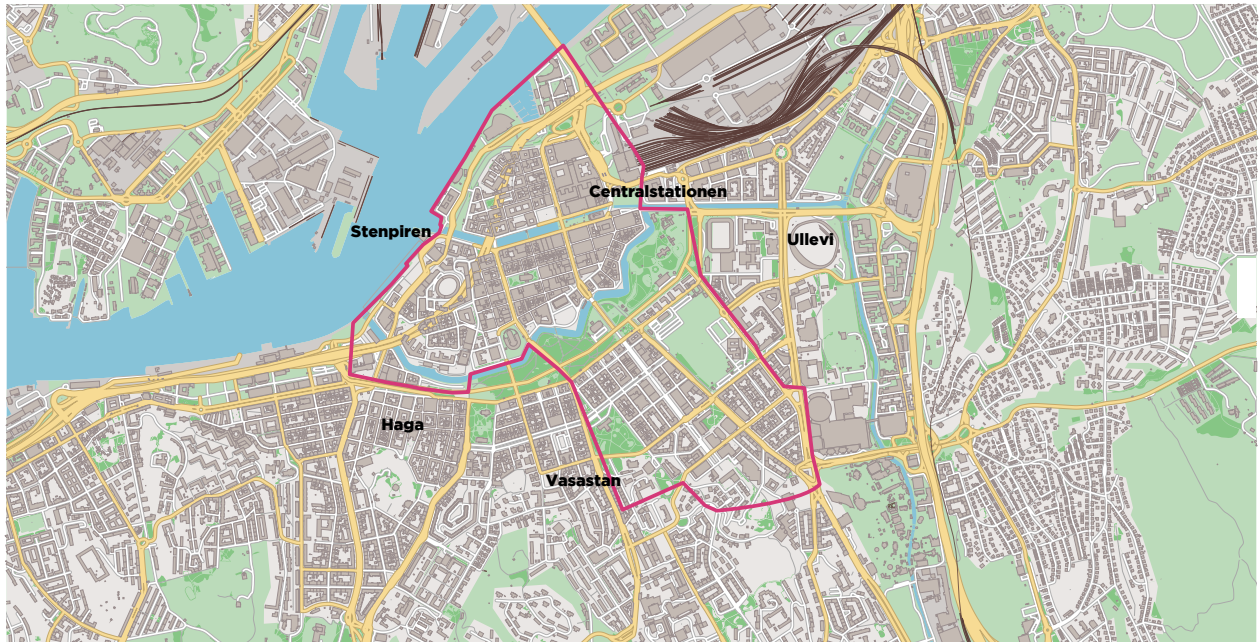 Centralstationen
Stenpiren
Ullevi
Haga
Vasastan